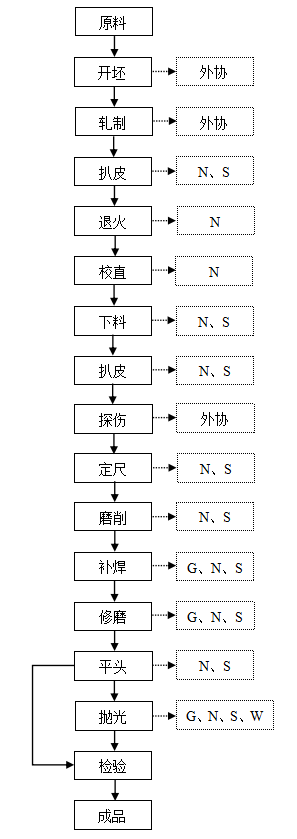 原料
开坯 外协
轧制 外协
扒皮 N、S
退火 N
校直 N
下料 N、S
扒皮 N、S
探伤 外协
定尺 N、S
磨削 N、S
补焊 G、N、S
修磨 G、N、S
平头 N、S
抛光 G、N、S、W
检验
成品